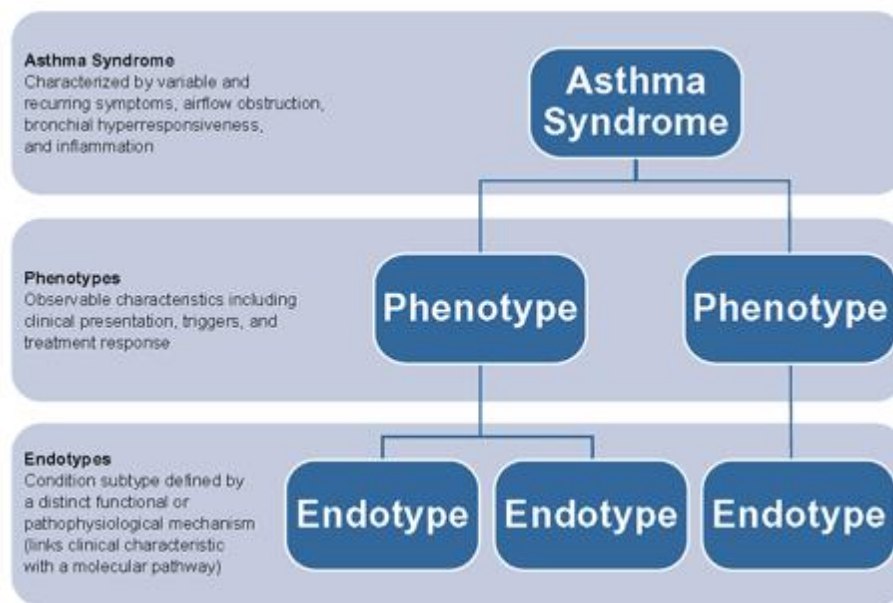 Asthma Syndrome
Characterized by variable and
recurring symptoms, airflow obstruction,
bronchial hyperresponsiveness,
and inflammation
Asthma
Syndrome
Phenotypes
Observable characteristics including
clinical presentation, triggers, and
treatment response
Phenotype
Phenotype
Endotypes
Condition subtype defined by
a distinct functional or
pathophysiological mechanism
(links clinical characteristic
with a molecular pathway)
Endotype
Endotype
Endotype